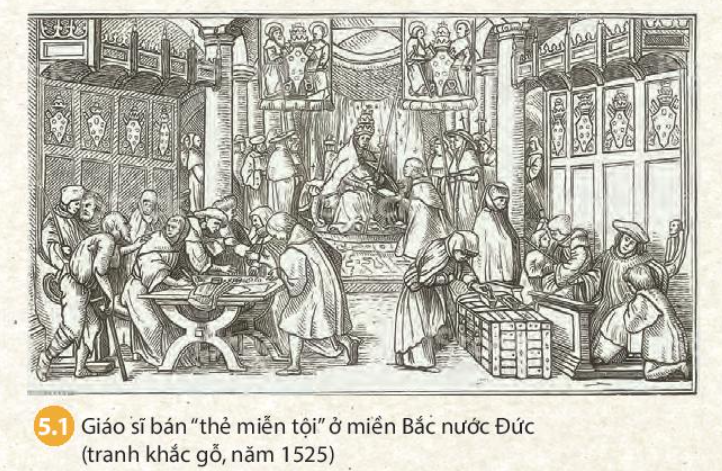 5.1 Giáo sĩ bán “thẻ miễn tội” ở miền Bắc nước Đức
(tranh khắc gỗ, năm 1525)